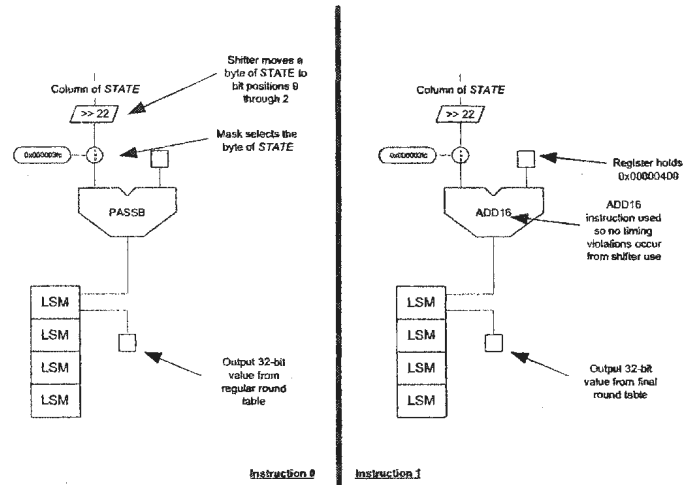 Shifter moves a
byte of STATE to
bit positions 9
through 2
Column of STATE
>> 22
Mask selects the
byte of STATE
0x000003fc
PASSB
LSM
LSM
LSM
LSM
Output 32-bit
value from
regular round
table
Instruction 0
Column of STATE
>> 22
0x000003fc
Register holds
0x00000400
ADD16
ADD16
instruction used
so no timing
violations occur
from shifter use
LSM
LSM
LSM
LSM
Output 32-bit
value from final
round table
Instruction 1